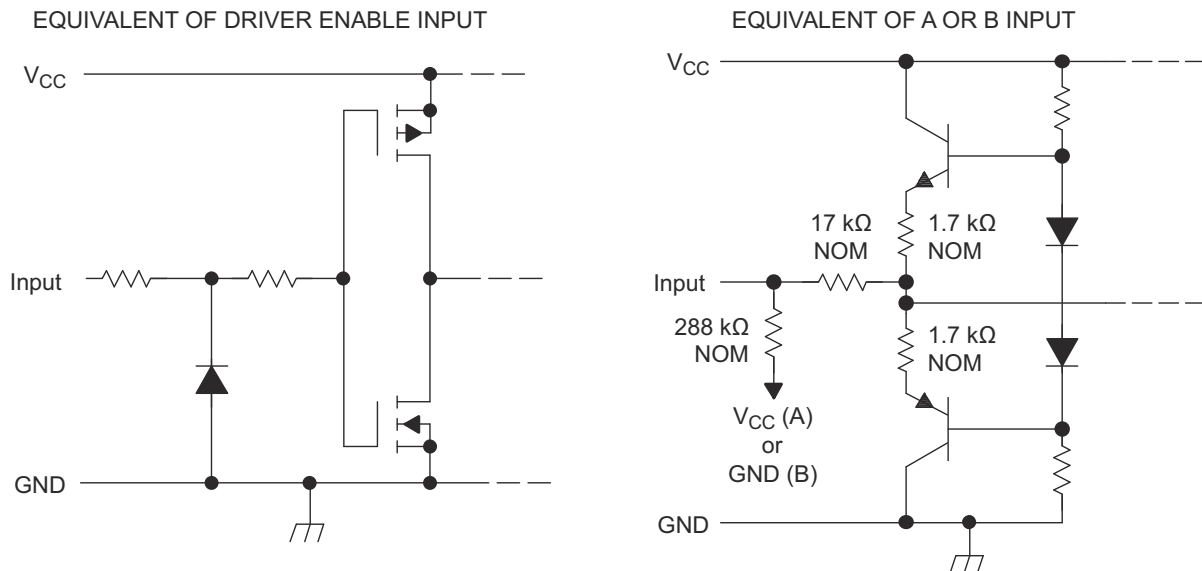 EQUIVALENT OF DRIVER ENABLE INPUT
VCC
Input
GND
EQUIVALENT OF A OR B INPUT
VCC
17 kΩ
NOM
1.7 kΩ
NOM
Input
288 kΩ
NOM
1.7 kΩ
NOM
VCC (A)
or
GND (B)
GND